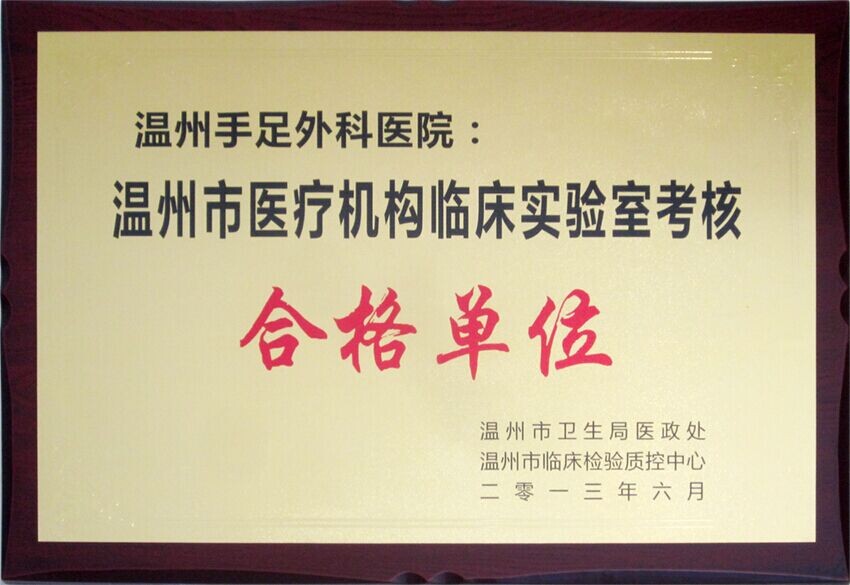 温州手足外科医院：
温州市医疗机构临床实验室考核
合格单位
温州市卫生局医政处
温州市临床检验质控中心
二零一三年六月